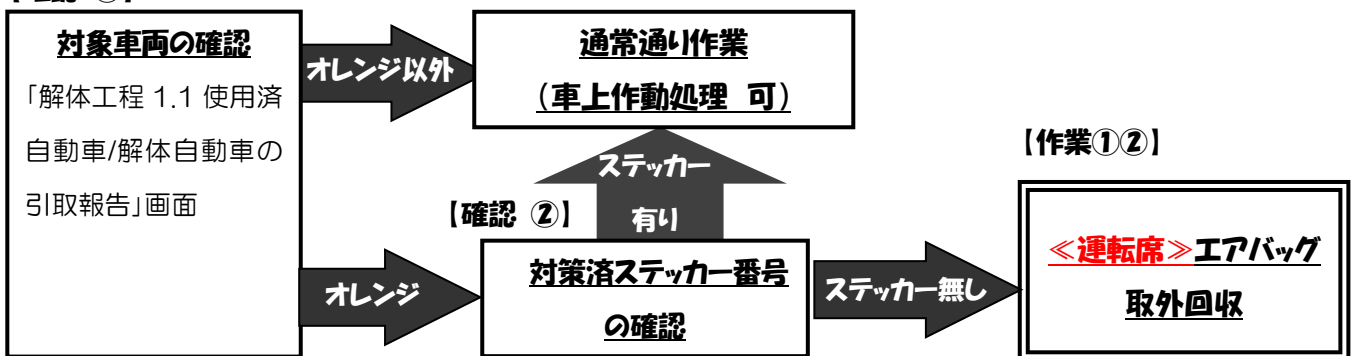 対象車両の確認
「解体工程 1.1 使用済
自動車/解体自動車の
引取報告」画面
オレンジ以外
通常通り作業
(車上作動処理 可)
ステッカー
有り
【確認 ②】
オレンジ
対策済ステッカー番号
の確認
ステッカー無し
【作業①②】
≪運転席≫エアバッグ
取外回収